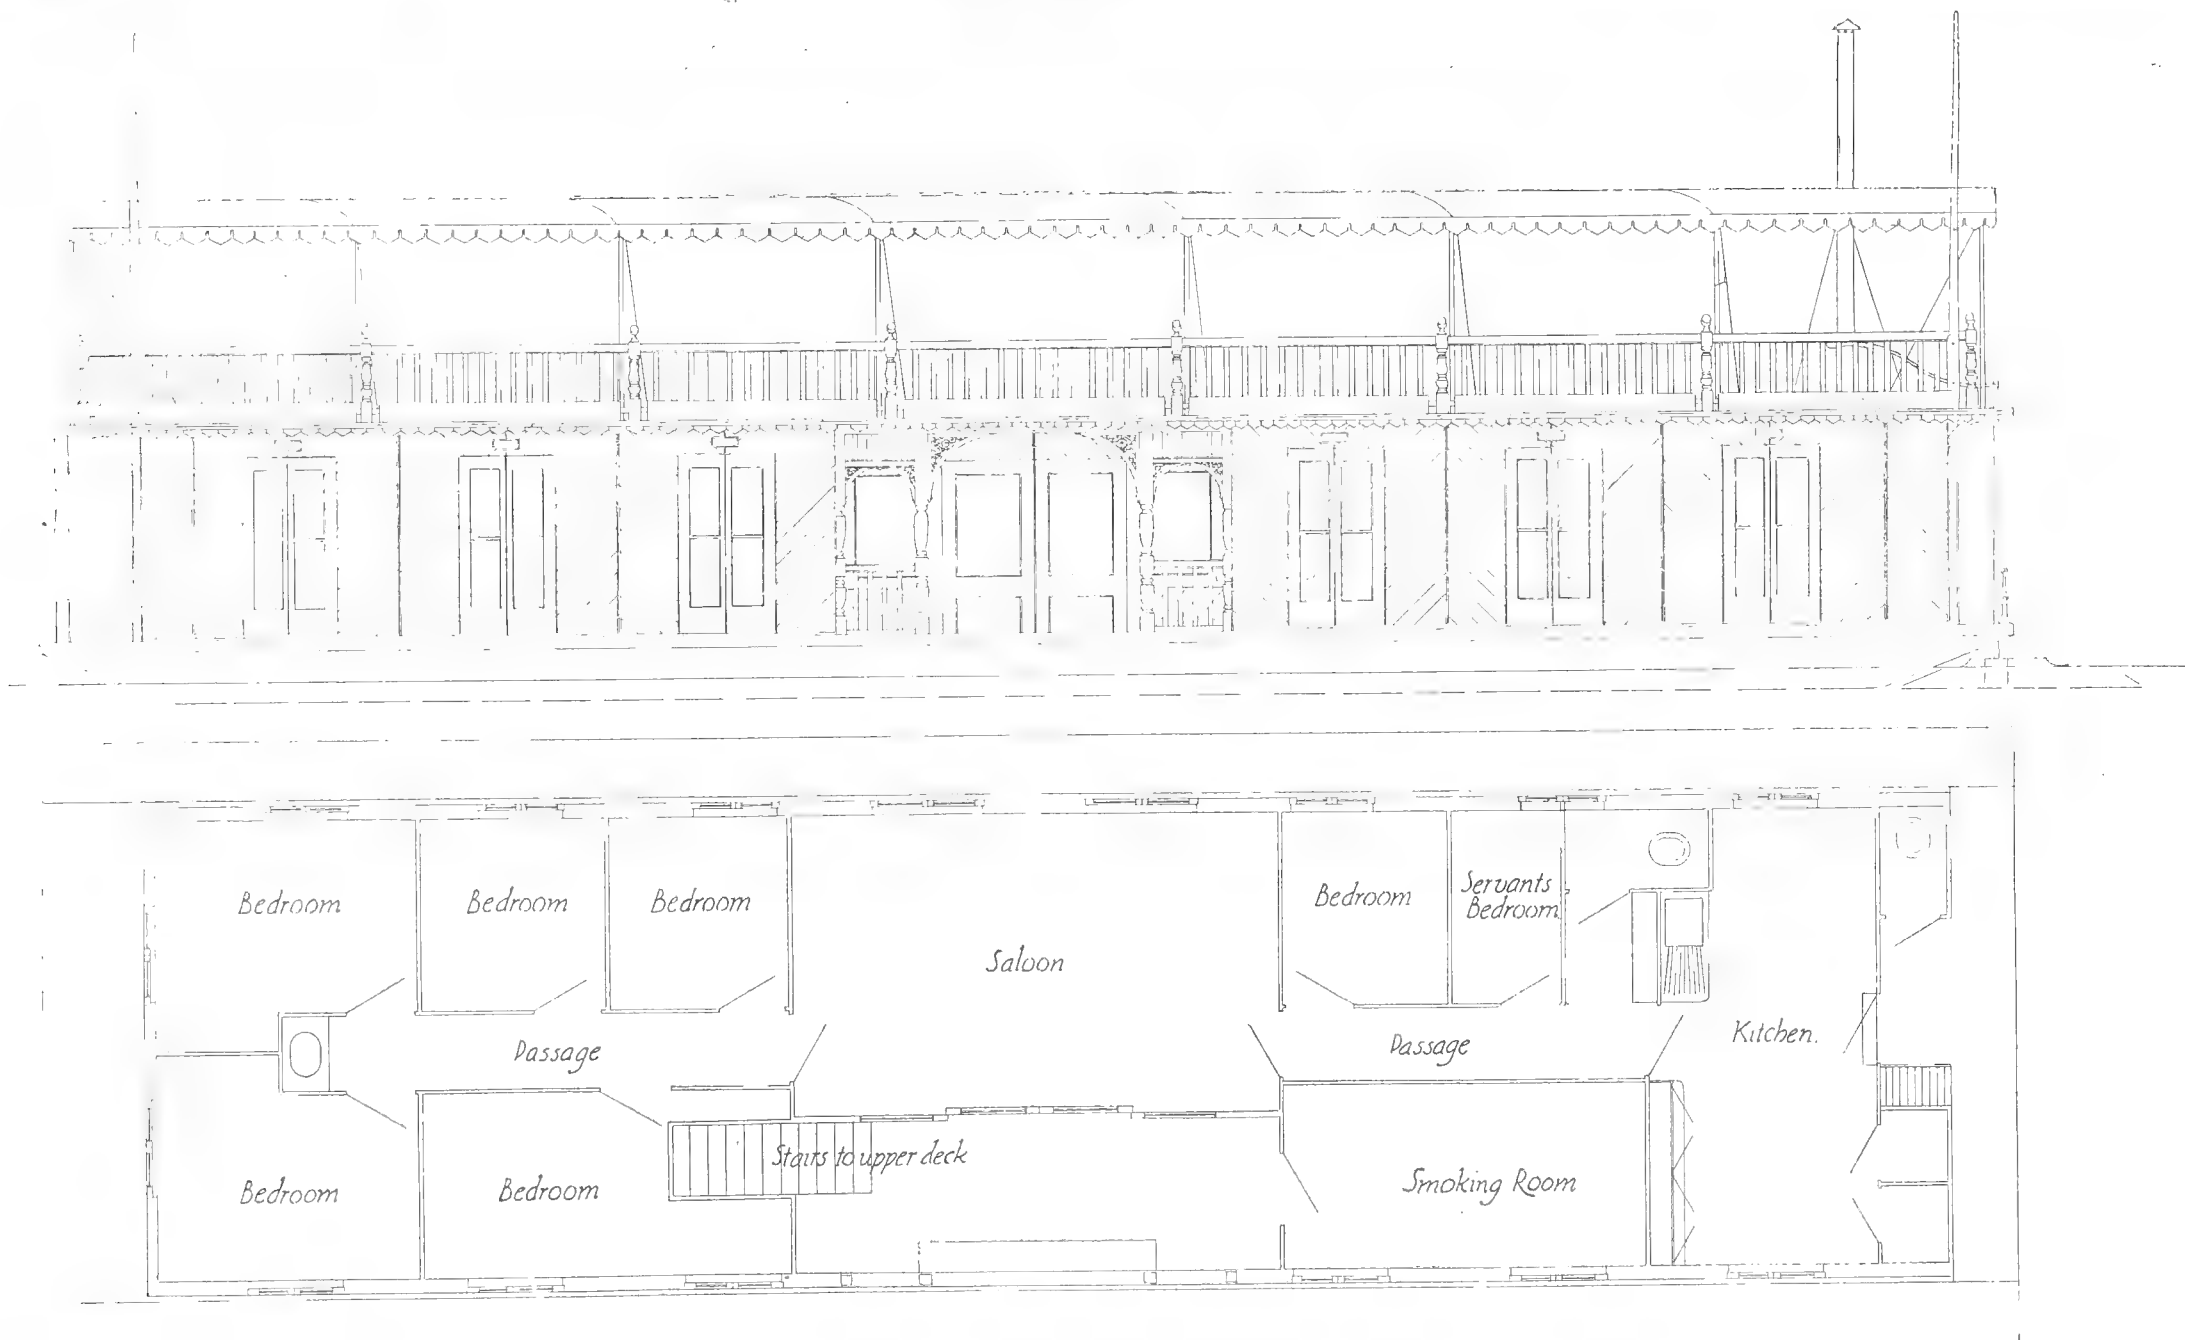 Bedroom
Bedroom
Bedroom
Saloon
Bedroom
Servants
Bedroom
Passage
Passage
Kitchen.
Stairs to upper deck
Bedroom
Bedroom
Smoking Room